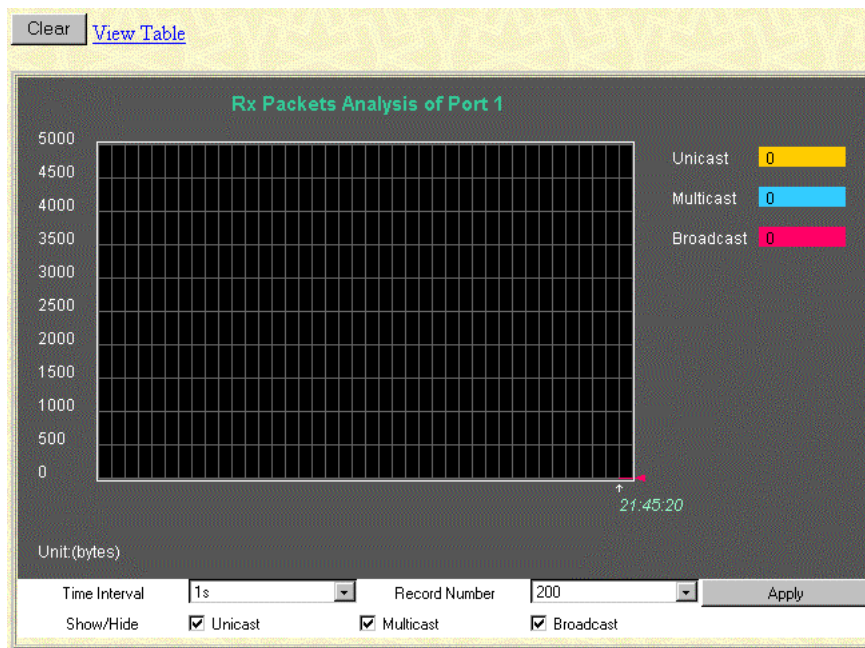 Clear View Table
Rx Packets Analysis of Port 1
5000
4500
4000
3500
3000
2500
2000
1500
1000
500
0
Unicast 0
Multicast 0
Broadcast 0
21:45:20
Unit:(bytes)
Time Interval 1s Record Number 200 Apply
Show/Hide Unicast Multicast Broadcast